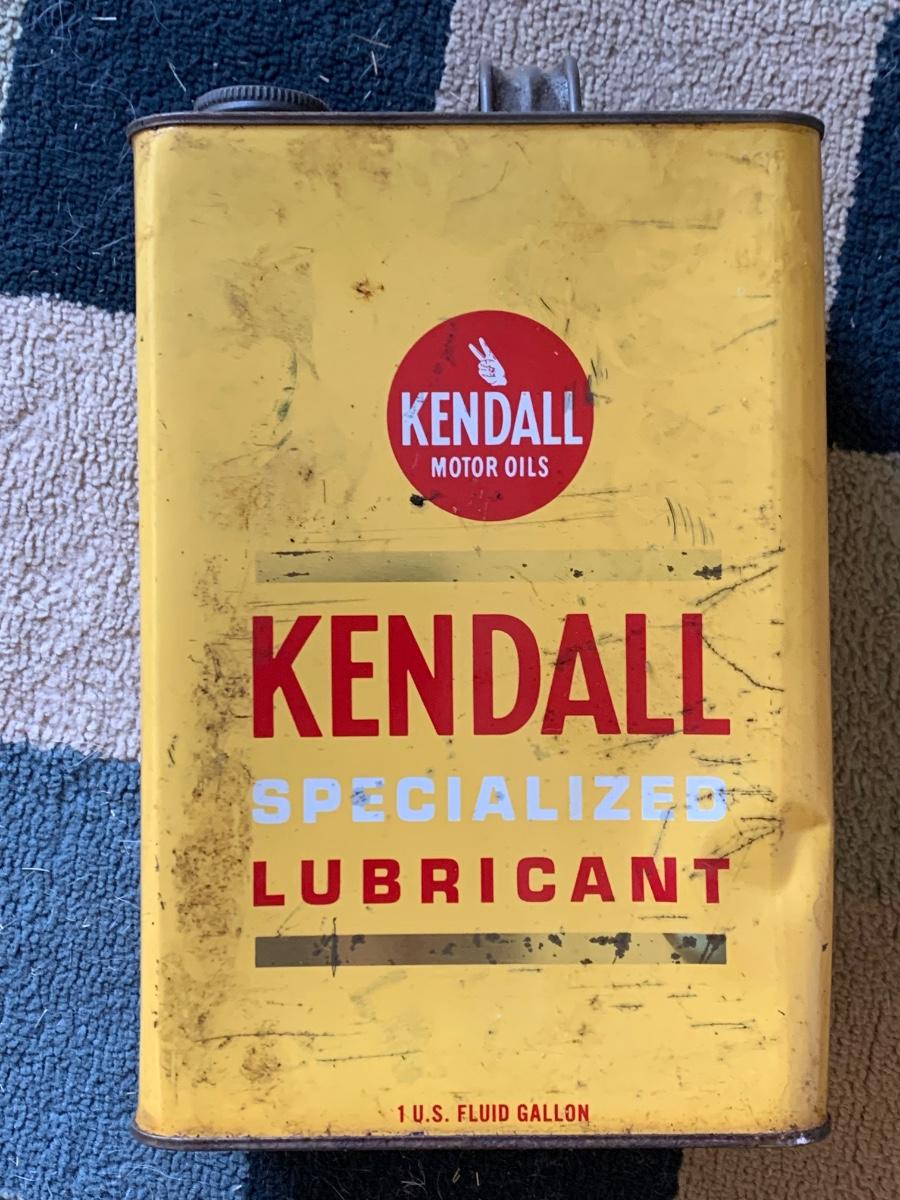 KENDALL
MOTOR OILS
KENDALL
SPECIALIZED
LUBRICANT
1 U.S. FLUID GALLON